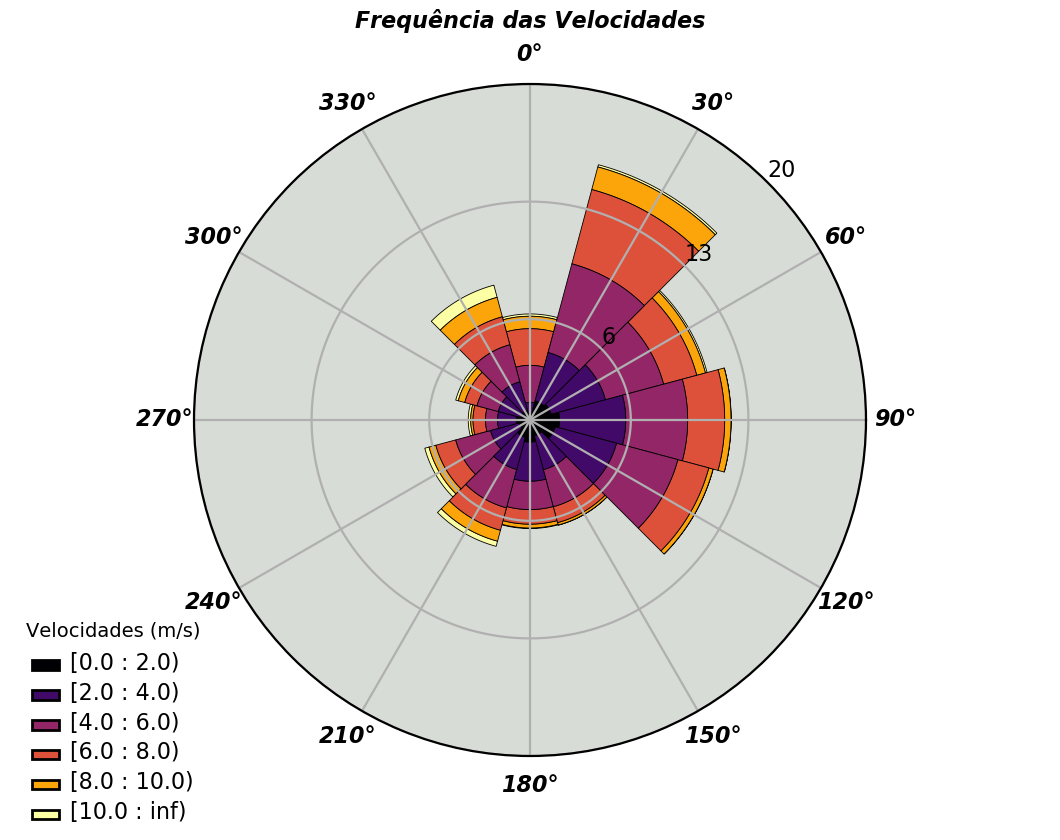 Frequência das Velocidades
0°
330°
30°
20
300°
60°
13
6
270°
90°
240°
120°
210°
150°
180°
Velocidades (m/s)
[0.0 : 2.0)
[2.0 : 4.0)
[4.0 : 6.0)
[6.0 : 8.0)
[8.0 : 10.0)
[10.0 : inf)